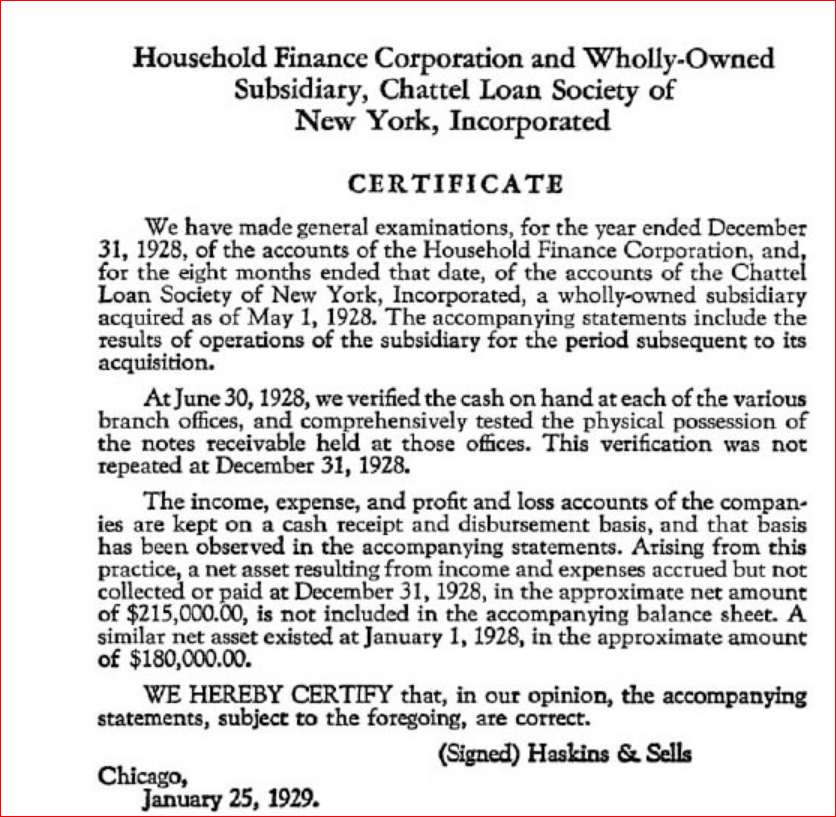 Household Finance Corporation and Wholly-Owned
Subsidiary, Chattel Loan Society of
New York, Incorporated
CERTIFICATE
We have made general examinations, for the year ended December
31, 1928, of the accounts of the Household Finance Corporation, and,
for the eight months ended that date, of the accounts of the Chattel
Loan Society of New York, Incorporated, a wholly-owned subsidiary
acquired as of May 1, 1928. The accompanying statements include the
results of operations of the subsidiary for the period subsequent to its
acquisition.
At June 30, 1928, we verified the cash on hand at each of the various
branch offices, and comprehensively tested the physical possession of
the notes receivable held at those offices. This verification was not
repeated at December 31, 1928.
The income, expense, and profit and loss accounts of the compan-
ies are kept on a cash receipt and disbursement basis, and that basis
has been observed in the accompanying statements. Arising from this
practice, a net asset resulting from income and expenses accrued but not
collected or paid at December 31, 1928, in the approximate net amount
of $215,000.00, is not included in the accompanying balance sheet. A
similar net asset existed at January 1, 1928, in the approximate amount
of $180,000.00.
WE HEREBY CERTIFY that, in our opinion, the accompanying
statements, subject to the foregoing, are correct.
(Signed) Haskins & Sells
Chicago,
January 25, 1929.